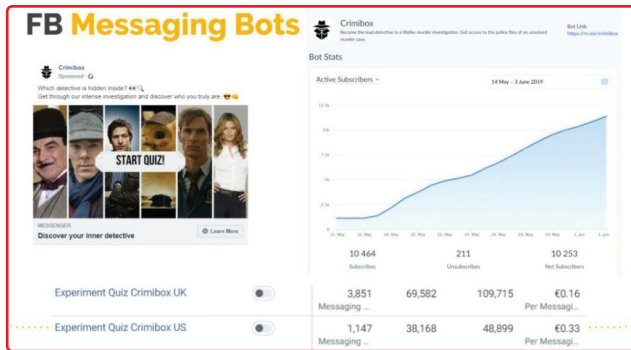 FB Messaging Bots
Crimibox
Sponsored
Which detective is hidden inside?
Get through our intense investigation and discover who you truly are.
START QUIZ!
MESSENGER
Discover your inner detective
Learn More
Crimibox
Become the lead detective in a lifelike murder investigation. Get access to the police files of an unsolved
murder case.
Bot Link:
https://m.me/crimibox
Bot Stats
Active Subscribers
14 May – 3 June 2019
10 464
Subscribes
211
Unsubscribes
10 253
Net Subscribers
Experiment Quiz Crimibox UK
3,851 69,582 109,715 €0.16
Messaging ... Per Messagi...
Experiment Quiz Crimibox US
1,147 38,168 48,899 €0.33
Messaging ... Per Messagi...